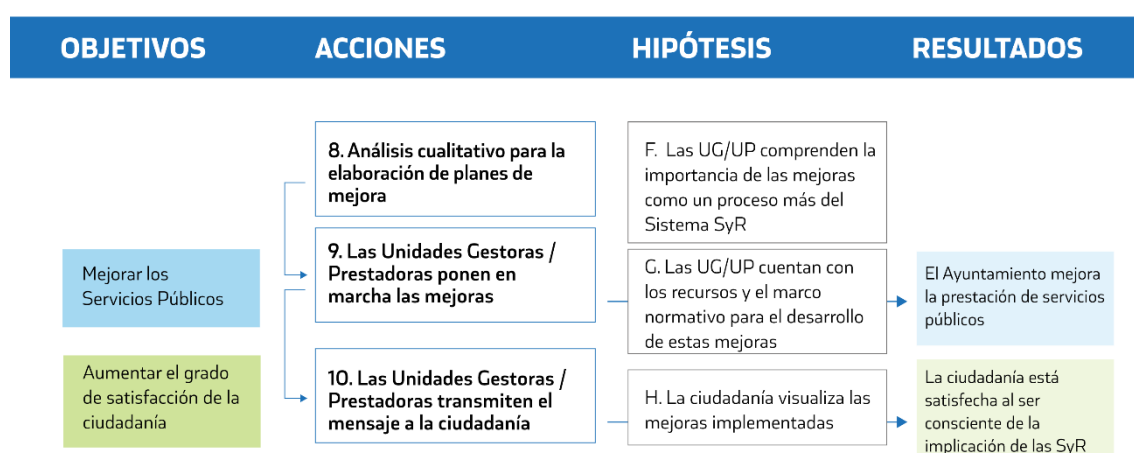 OBJETIVOS
ACCIONES
HIPÓTESIS
RESULTADOS
8. Análisis cualitativo para la
elaboración de planes de
mejora
F. Las UG/UP comprenden la
importancia de las mejoras
como un proceso más del
Sistema SyR
Mejorar los
Servicios Públicos
9. Las Unidades Gestoras /
Prestadoras ponen en
marcha las mejoras
G. Las UG/UP cuentan con
los recursos y el marco
normativo para el desarrollo
de estas mejoras
El Ayuntamiento mejora
la prestación de servicios
públicos
Aumentar el grado
de satisfacción de la
ciudadanía
10. Las Unidades Gestoras /
Prestadoras transmiten el
mensaje a la ciudadanía
H. La ciudadanía visualiza las
mejoras implementadas
La ciudadanía está
satisfecha al ser
consciente de la
implicación de las SyR